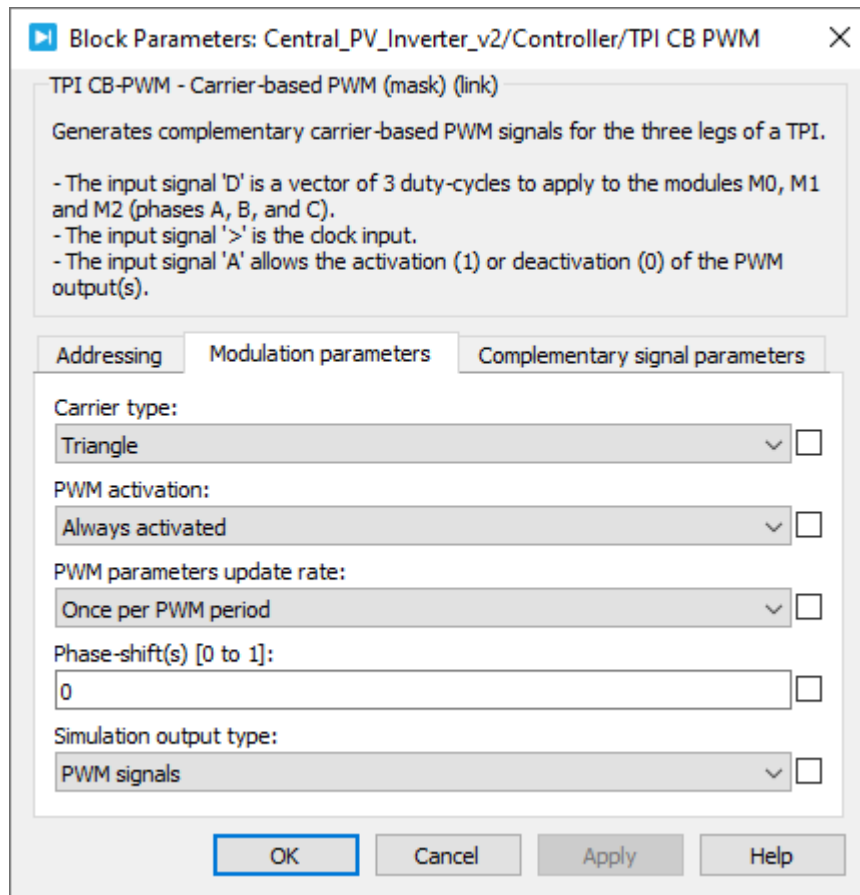 Block Parameters: Central_PV_Inverter_v2/Controller/TPI CB PWM
TPI CB-PWM - Carrier-based PWM (mask) (link)
Generates complementary carrier-based PWM signals for the three legs of a TPI.
- The input signal 'D' is a vector of 3 duty-cycles to apply to the modules M0, M1
and M2 (phases A, B, and C).
- The input signal '>' is the clock input.
- The input signal 'A' allows the activation (1) or deactivation (0) of the PWM
output(s).
Addressing Modulation parameters Complementary signal parameters
Carrier type:
Triangle
PWM activation:
Always activated
PWM parameters update rate:
Once per PWM period
Phase-shift(s) [0 to 1]:
0
Simulation output type:
PWM signals
OK Cancel Apply Help